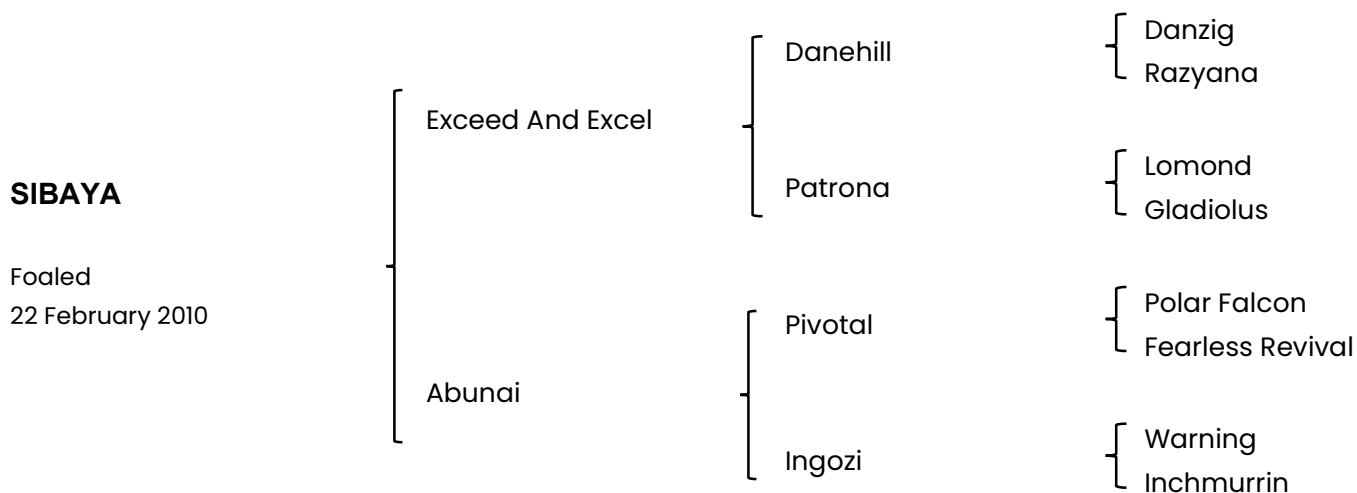 SIBAYA
Foaled
22 February 2010
Exceed And Excel
Abunai
Danehill
Patrona
Pivotal
Ingozi
Danzig
Razyana
Lomond
Gladiolus
Polar Falcon
Fearless Revival
Warning
Inchmurrin